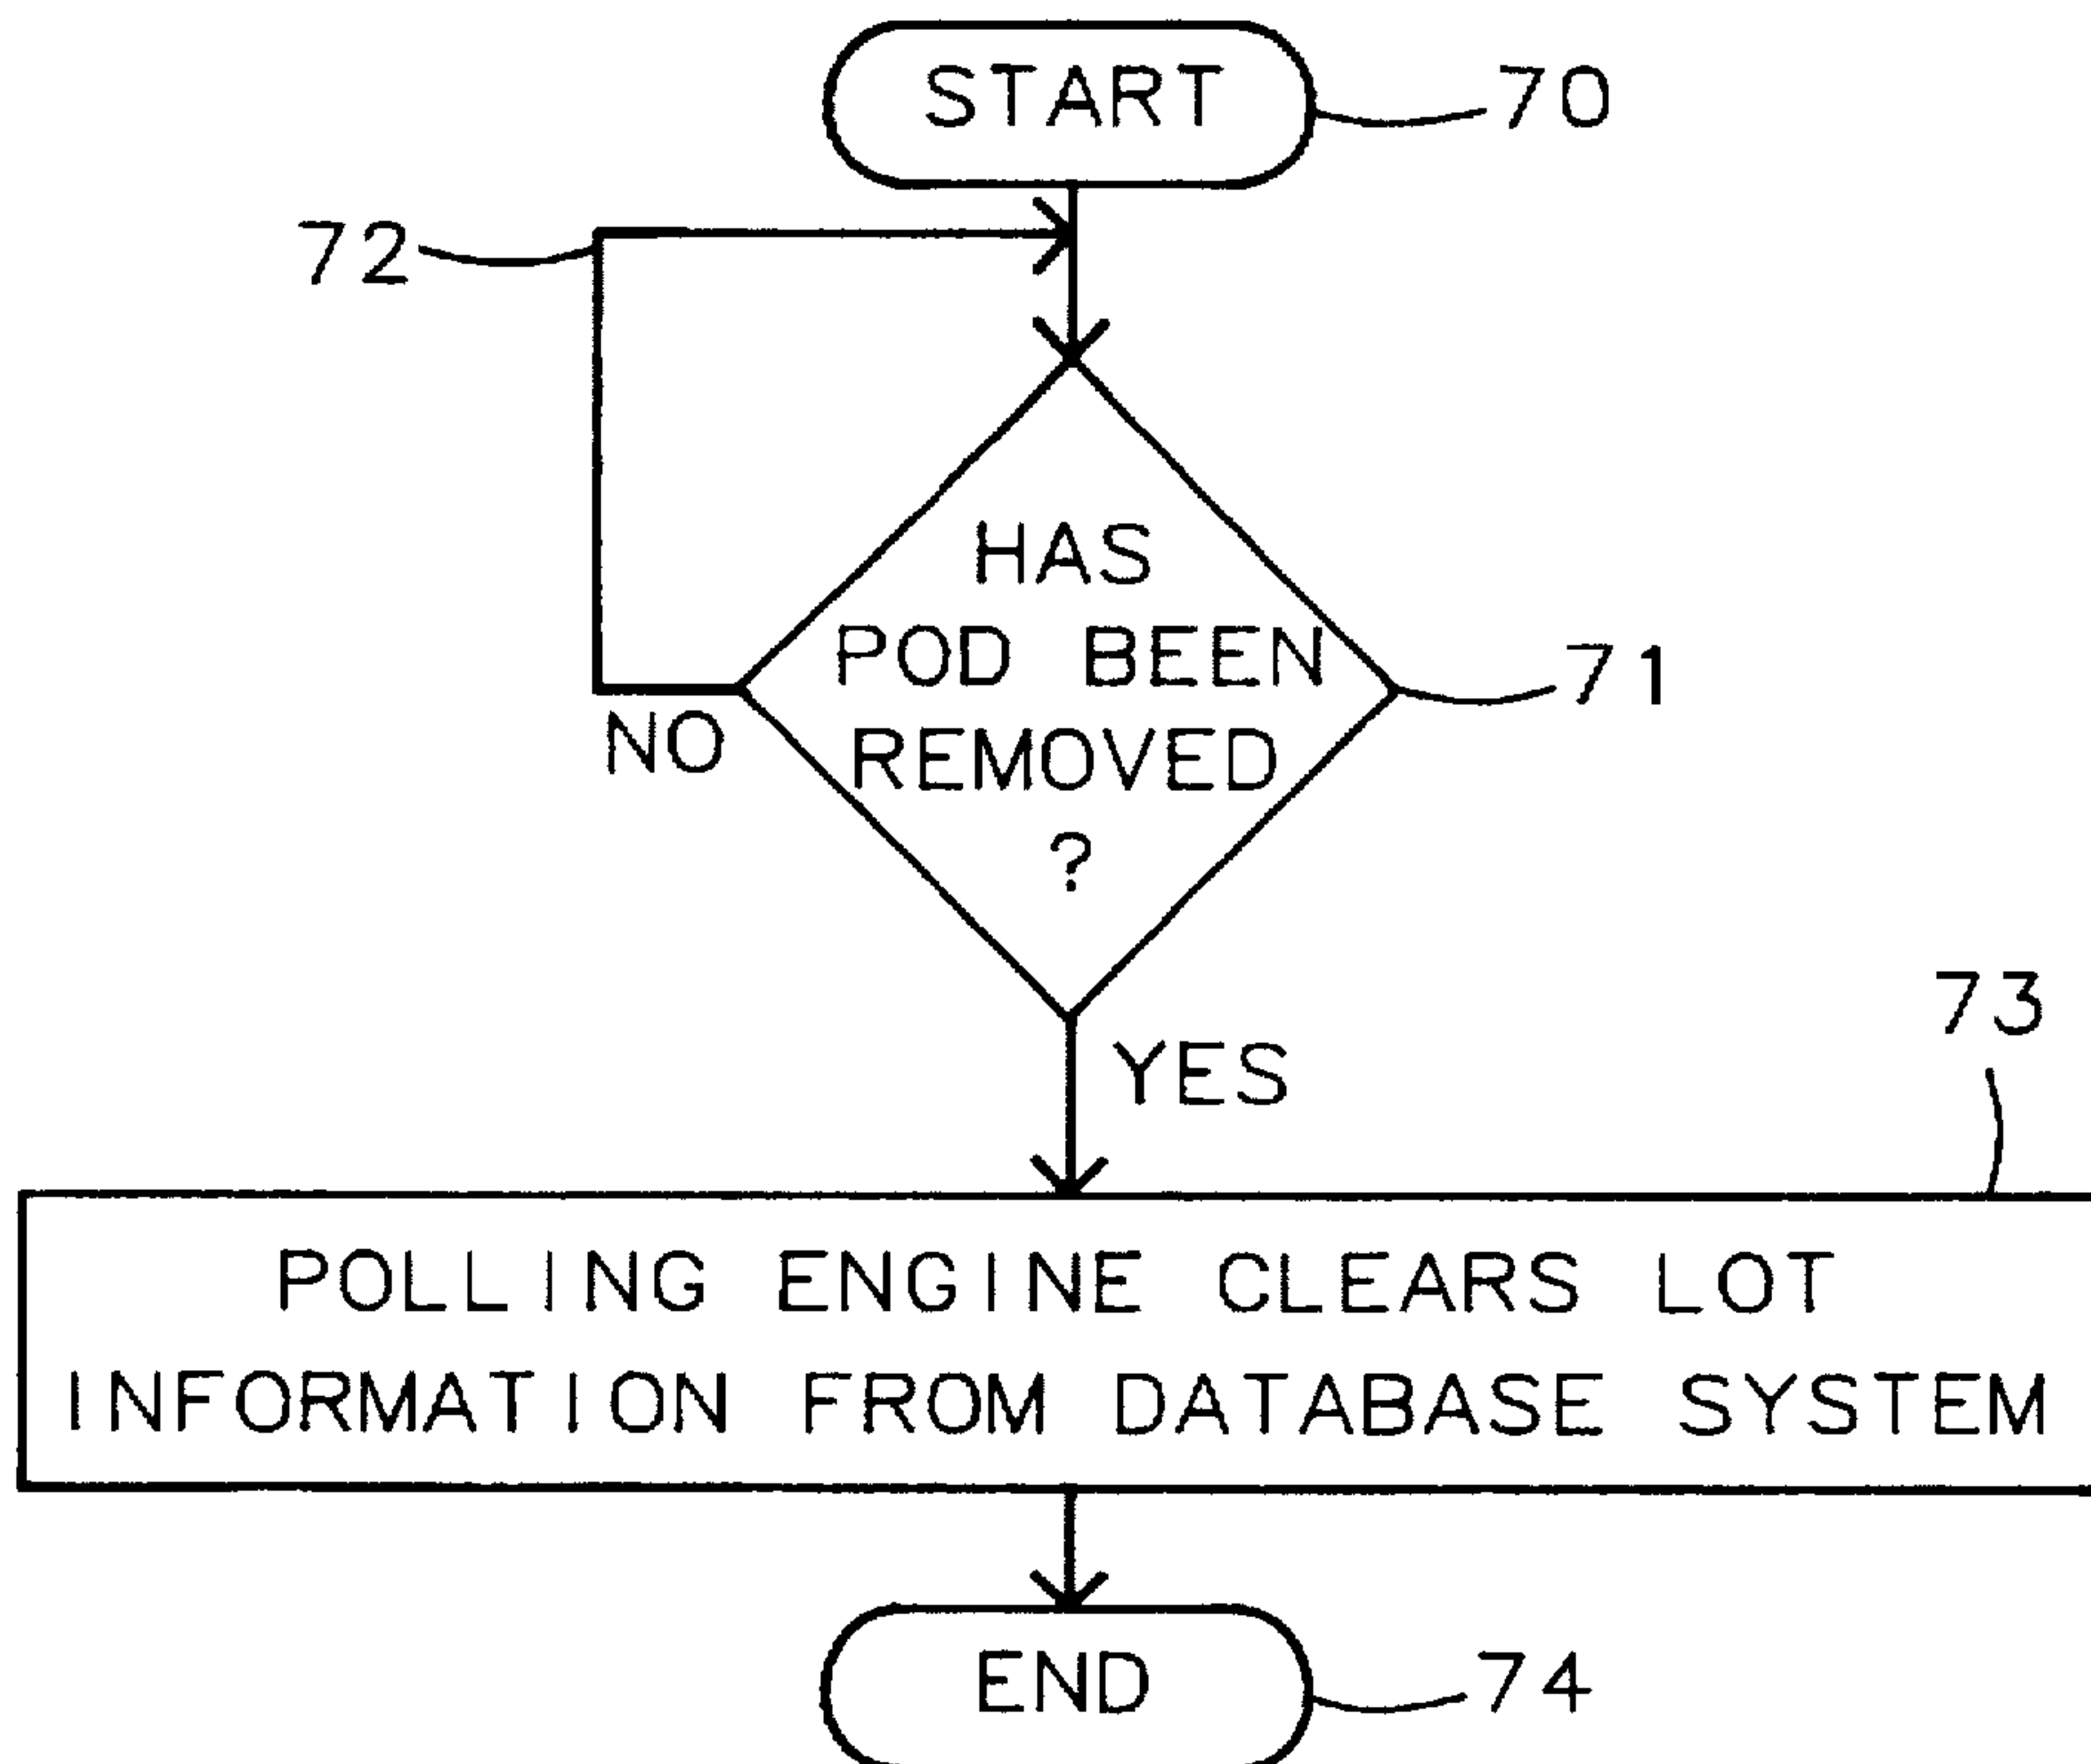 START
70
72
HAS
POD BEEN
REMOVED
?
71
NO
YES
73
POLLING ENGINE CLEARS LOT
INFORMATION FROM DATABASE SYSTEM
END
74